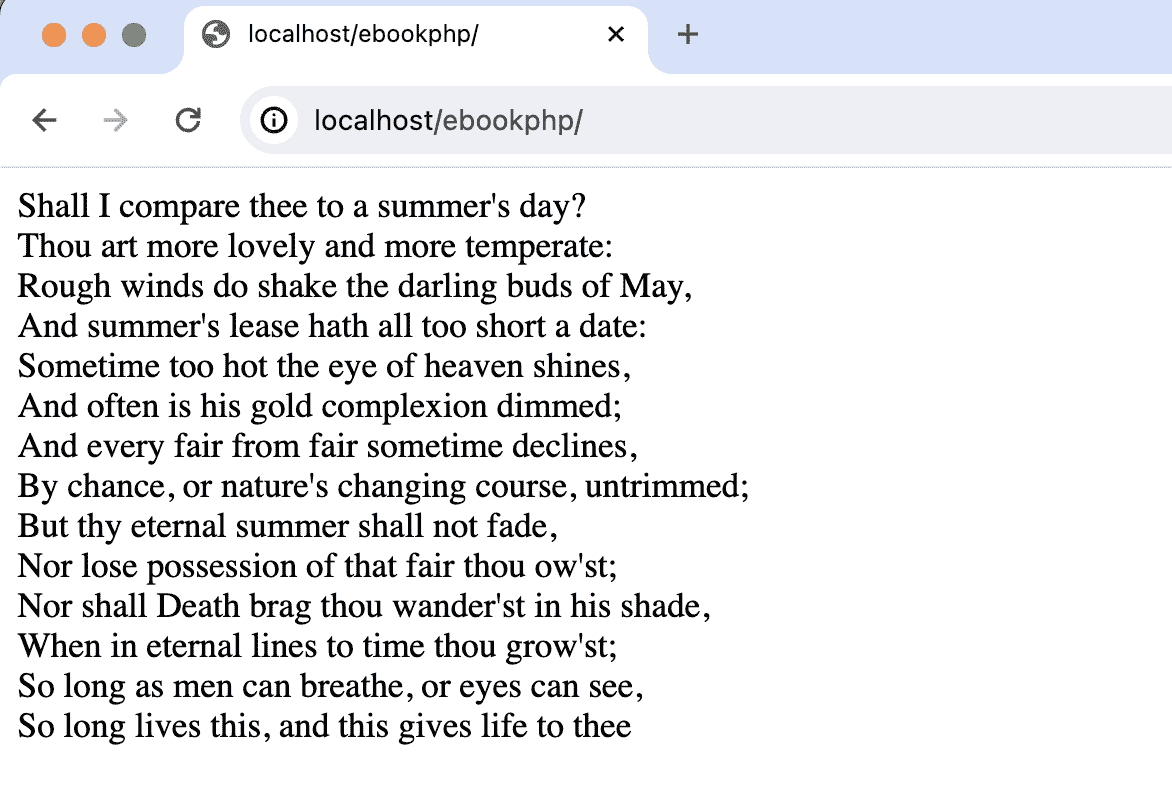 localhost/ebookphp/
localhost/ebookphp/
Shall I compare thee to a summer's day?
Thou art more lovely and more temperate:
Rough winds do shake the darling buds of May,
And summer's lease hath all too short a date:
Sometime too hot the eye of heaven shines,
And often is his gold complexion dimmed;
And every fair from fair sometime declines,
By chance, or nature's changing course, untrimmed;
But thy eternal summer shall not fade,
Nor lose possession of that fair thou ow'st;
Nor shall Death brag thou wander'st in his shade,
When in eternal lines to time thou grow'st;
So long as men can breathe, or eyes can see,
So long lives this, and this gives life to thee